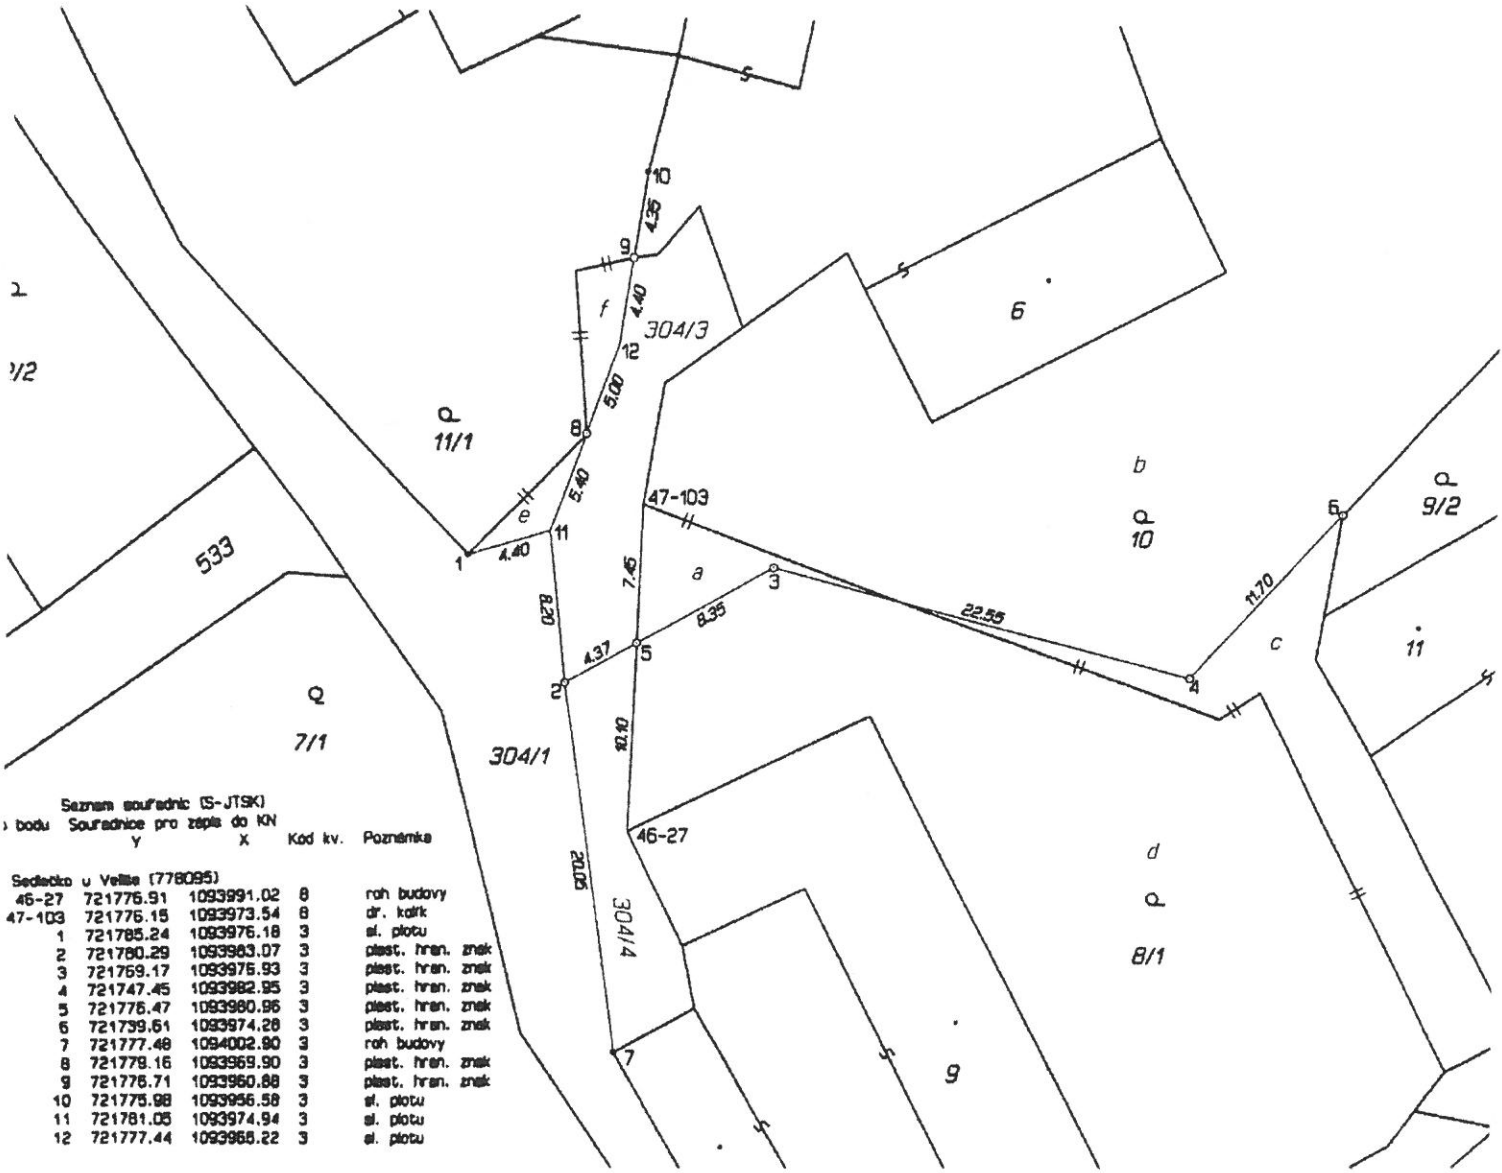 10
4.35
9
f
4.40
304/3
12
5.00
6
11/1
8
5.40
e
11
4.40
1
533
47-103
7.45
a
3
8.35
22.55
b
10
6
9/2
11.70
c
11
4
8.20
4.37
5
2
10.10
7/1
304/1
46-27
20.05
304/4
d
8/1
9
7
2
/2
Seznam souřadnic (S-JTSK)
bodu Souřadnice pro zápis do KN
Y X Kód kv. Poznámka
Sedlečko u Veliše (778095)
46-27 721776.91 1093991.02 8 roh budovy
47-103 721776.15 1093973.54 8 dr. kolík
1 721785.24 1093976.18 3 sl. plotu
2 721780.29 1093983.07 3 plast. hran. znak
3 721769.17 1093976.93 3 plast. hran. znak
4 721747.45 1093982.95 3 plast. hran. znak
5 721776.47 1093980.96 3 plast. hran. znak
6 721739.61 1093974.28 3 plast. hran. znak
7 721777.48 1094002.90 3 roh budovy
8 721779.16 1093969.90 3 plast. hran. znak
9 721776.71 1093960.88 3 plast. hran. znak
10 721775.98 1093956.58 3 sl. plotu
11 721781.05 1093974.94 3 sl. plotu
12 721777.44 1093965.22 3 sl. plotu